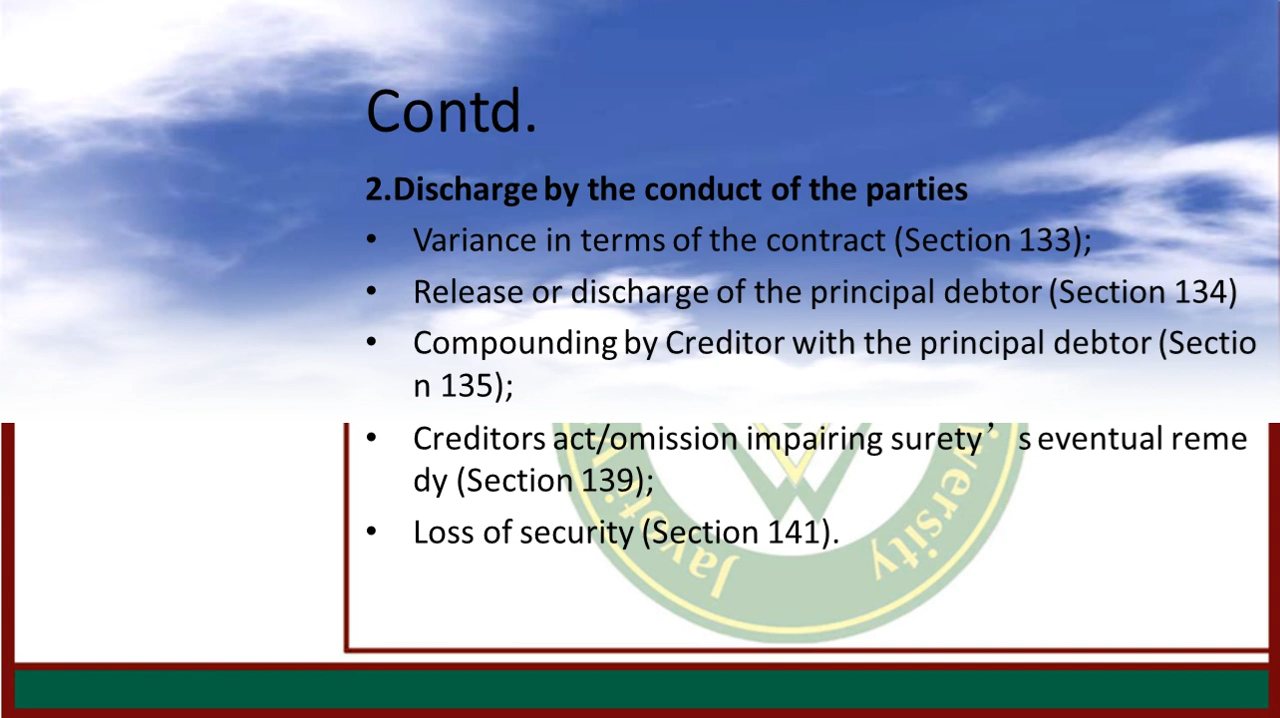 Contd.
2.Discharge by the conduct of the parties
• Variance in terms of the contract (Section 133);
• Release or discharge of the principal debtor (Section 134)
• Compounding by Creditor with the principal debtor (Sectio
n 135);
• Creditors act/omission impairing surety’s eventual reme
dy (Section 139);
• Loss of security (Section 141).